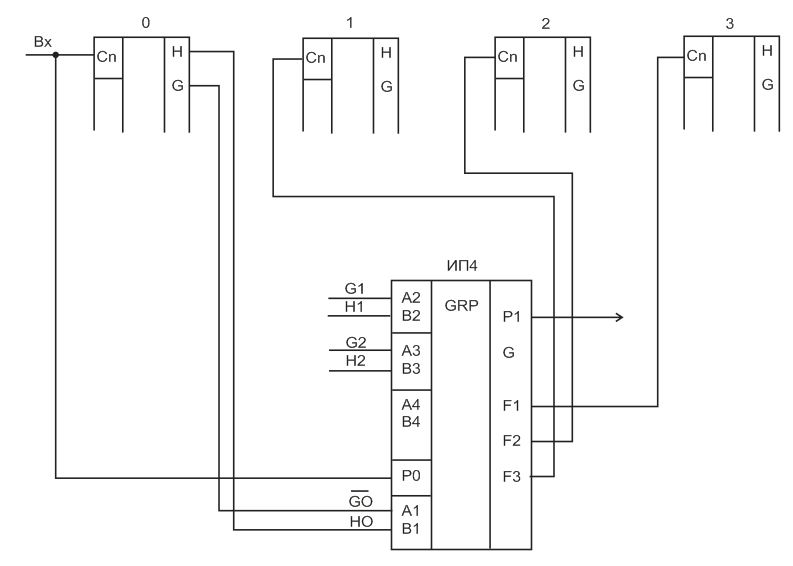 0 1 2 3
Вх
Cn H G
Cn H G
Cn H G
Cn H G
ИП4
G1 A2 GRP
H1 B2 P1
G2 A3 G
H2 B3
A4 F1
B4
F2
P0 F3
GO A1
HO B1